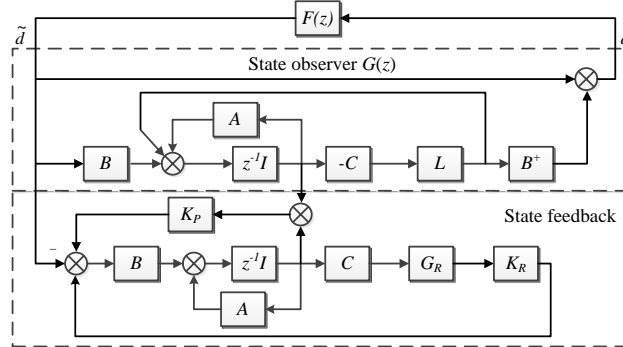 F(z)
d̃
State observer G(z)
A
B
z⁻¹I
-C
L
B⁺
K_P
State feedback
−
B
z⁻¹I
C
G_R
K_R
A